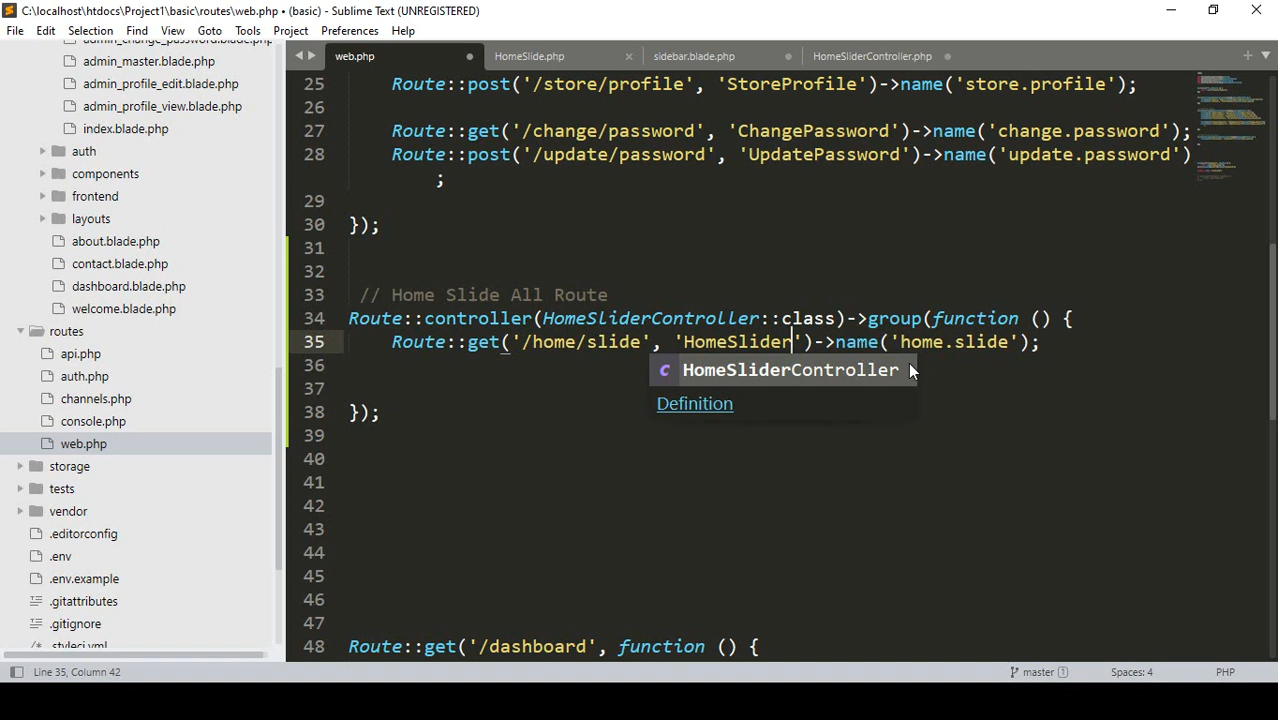 C:\localhost\htdocs\Project1\basic\routes\web.php • (basic) - Sublime Text (UNREGISTERED)
File Edit Selection Find View Goto Tools Project Preferences Help
admin_change_password.blade.php
admin_master.blade.php
admin_profile_edit.blade.php
admin_profile_view.blade.php
index.blade.php
auth
components
frontend
layouts
about.blade.php
contact.blade.php
dashboard.blade.php
welcome.blade.php
routes
api.php
auth.php
channels.php
console.php
web.php
storage
tests
vendor
.editorconfig
.env
.env.example
.gitattributes
.gitignore
.styleci.yml
web.php HomeSlide.php sidebar.blade.php HomeSliderController.php
25 Route::post('/store/profile', 'StoreProfile')->name('store.profile');
26
27 Route::get('/change/password', 'ChangePassword')->name('change.password');
28 Route::post('/update/password', 'UpdatePassword')->name('update.password')
;
29
30 });
31
32
33 // Home Slide All Route
34 Route::controller(HomeSliderController::class)->group(function () {
35 Route::get('/home/slide', 'HomeSlider')->name('home.slide');
36
37
38 });
39
40
41
42
43
44
45
46
47
48 Route::get('/dashboard', function () {
c HomeSliderController
Definition
Line 35, Column 42 master 1 Spaces: 4 PHP